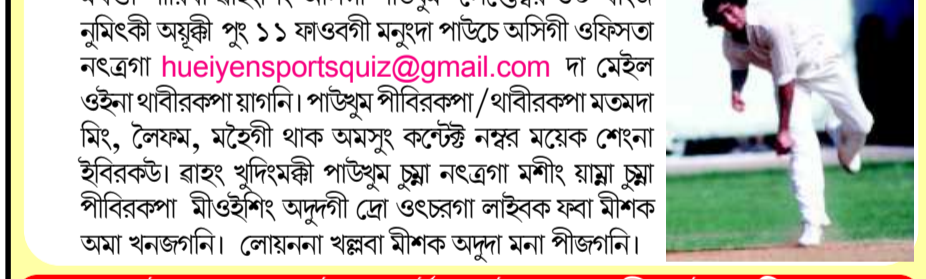 নুমিৎকী অয়ূক্কী পুং ১১ ফাওবগী মনুংদা পাউচে অসিগী ওফিসতা
নৎত্রগা hueiyensportsquiz@gmail.com দা মেইল
ওইনা থাবীরকপা য়াগনি। পাউখুম পীবিরকপা/থাবীরকপা মতমদা
মিং, লৈফম, মহৈগী থাক অমসুং কন্টেক্ট নম্বর ময়েক শেংনা
ইবিরকউ। ৱাহং খুদিংমক্কী পাউখুম চুম্না নৎত্রগা মশীং য়াম্না চুম্না
পীবিরকপা মীওইশিং অদুদগী দ্রো ওৎচরগা লাইবক ফবা মীশক
অমা খনজগনি। লোয়ননা খল্লবা মীশক অদুদা মনা পীজগনি।